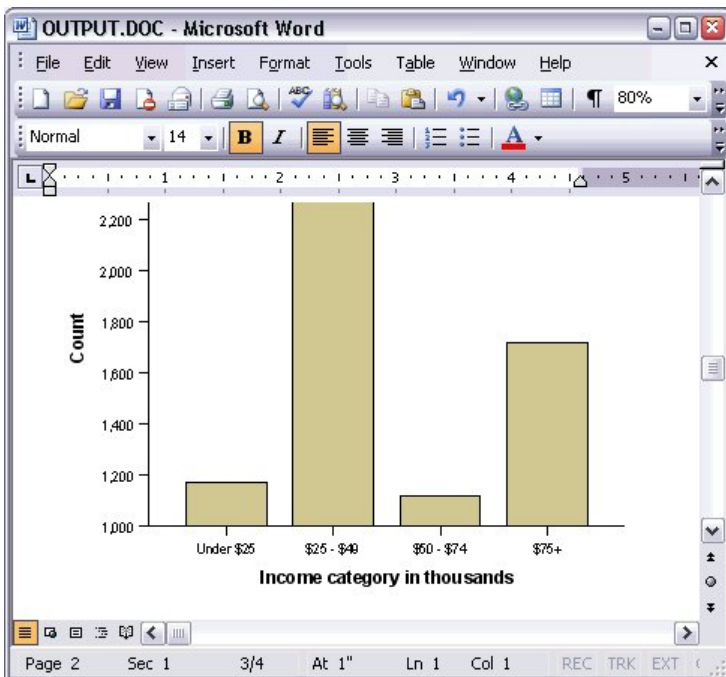 OUTPUT.DOC - Microsoft Word
File Edit View Insert Format Tools Table Window Help
ABC
¶ 80%
Normal 14 B I A
L 1 2 3 4 5
2,200
2,000
1,800
1,600
1,400
1,200
1,000
Count
Under $25 $25 - $49 $50 - $74 $75+
Income category in thousands
Page 2 Sec 1 3/4 At 1" Ln 1 Col 1 REC TRK EXT